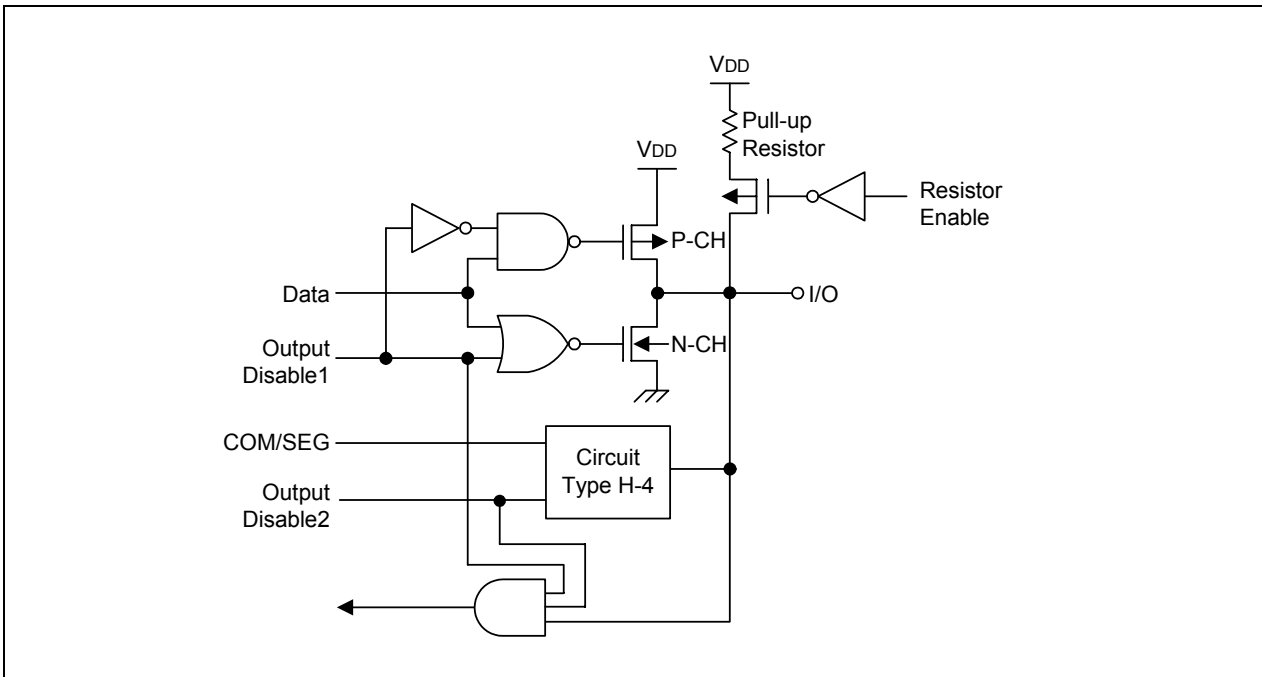 VDD
Pull-up
Resistor
VDD
Resistor
Enable
P-CH
Data
I/O
Output
Disable1
N-CH
COM/SEG
Circuit
Type H-4
Output
Disable2